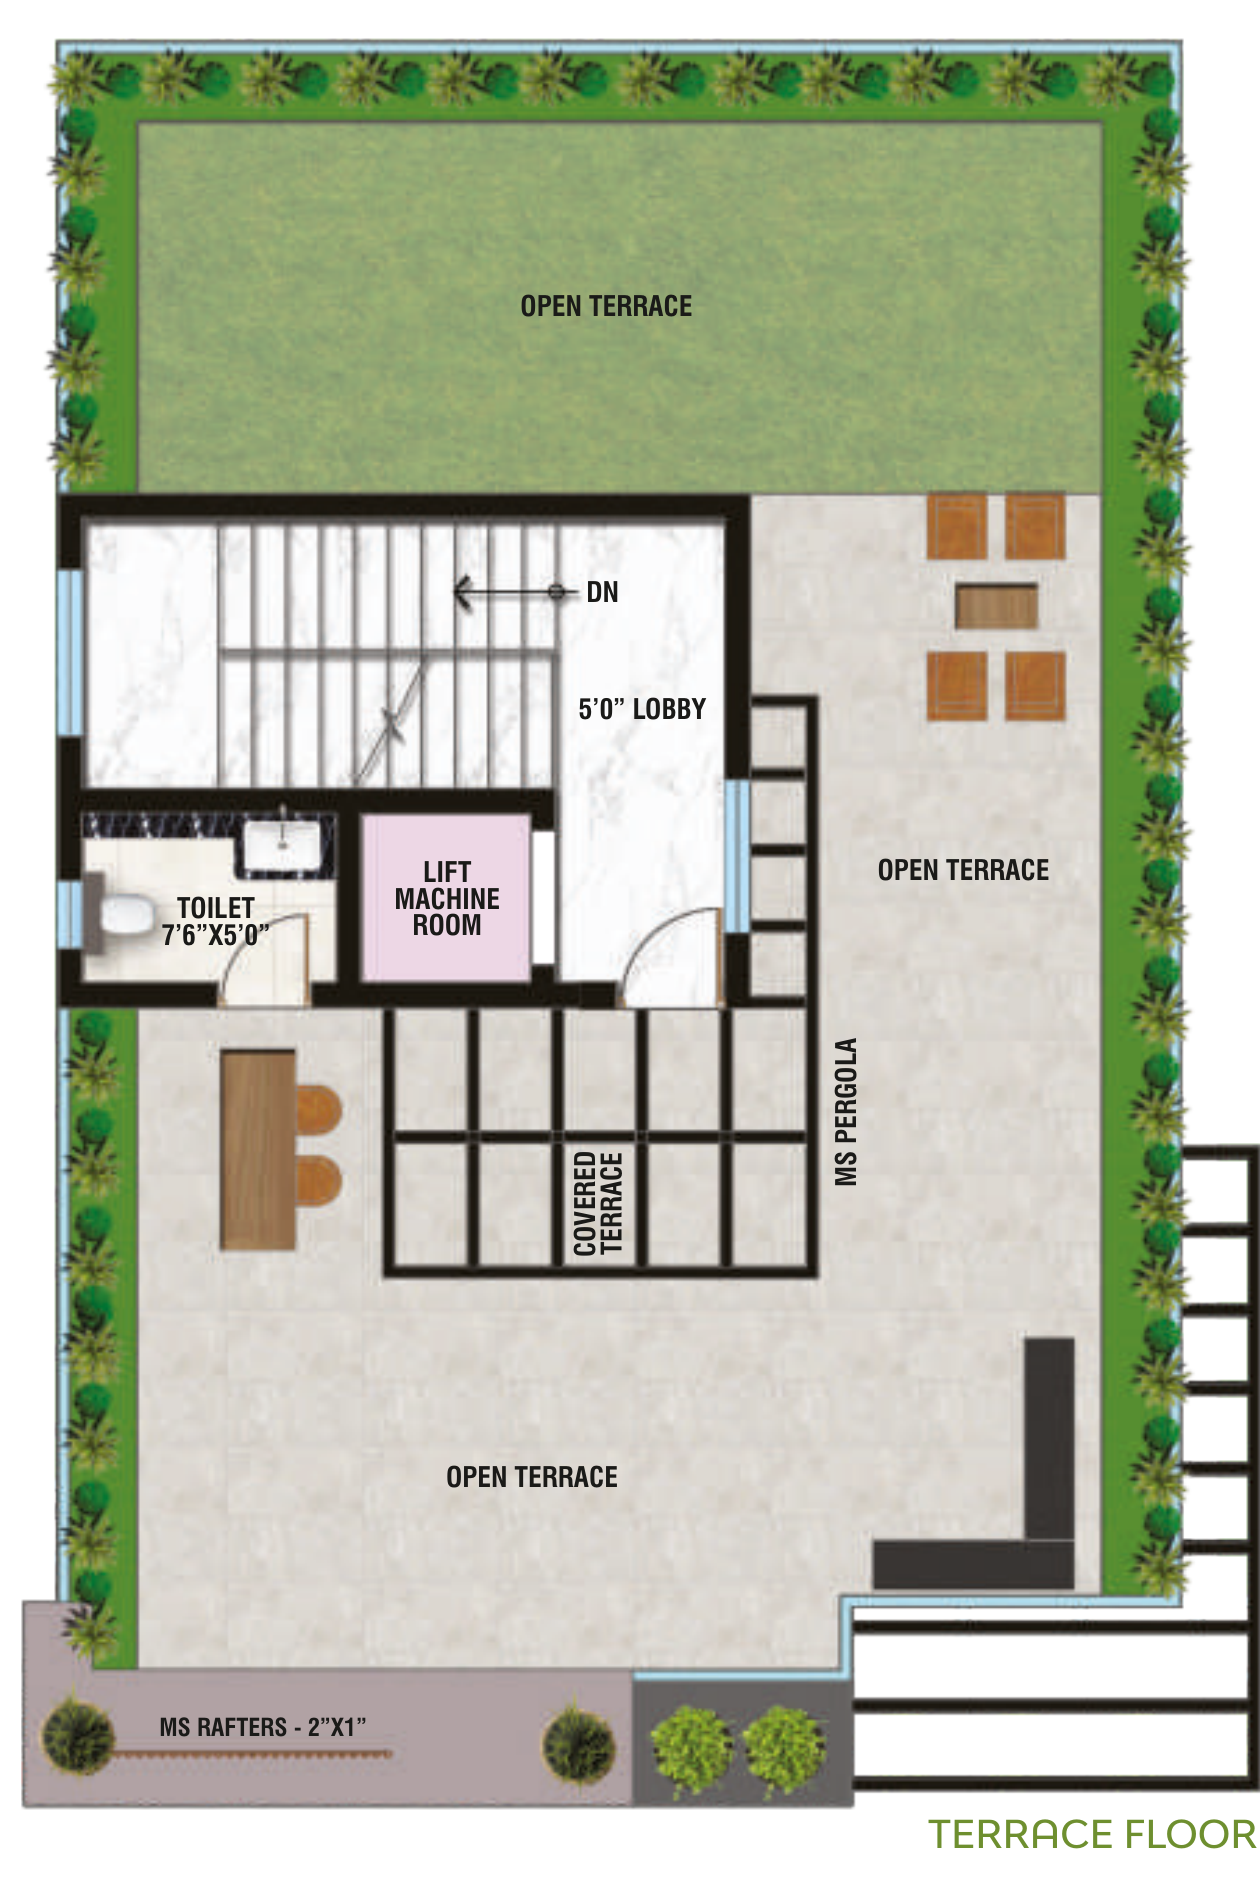 OPEN TERRACE
DN
5’0” LOBBY
LIFT
MACHINE
ROOM
TOILET
7’6”X5’0”
OPEN TERRACE
MS PERGOLA
COVERED
TERRACE
OPEN TERRACE
MS RAFTERS - 2”X1”
TERRACE FLOOR